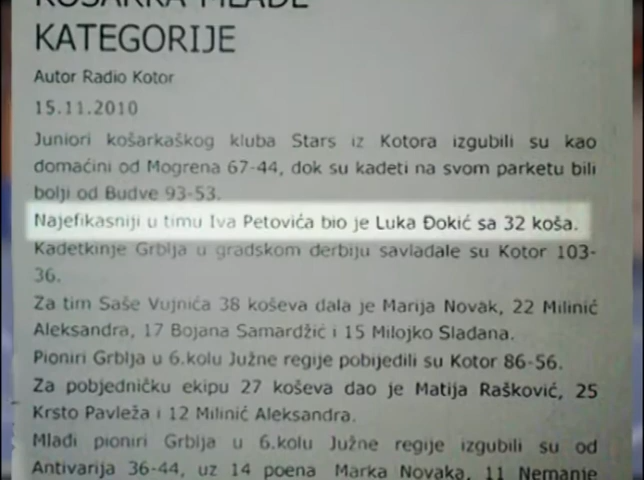 KOŠARKA MLAĐE
KATEGORIJE
Autor Radio Kotor
15.11.2010
Juniori košarkaškog kluba Stars iz Kotora izgubili su kao
domaćini od Mogrena 67-44, dok su kadeti na svom parketu bili
bolji od Budve 93-53.
Najefikasniji u timu Iva Petovića bio je Luka Đokić sa 32 koša.
Kadetkinje Grblja u gradskom derbiju savladale su Kotor 103-
36.
Za tim Saše Vujnića 38 koševa dala je Marija Novak, 22 Milinić
Aleksandra, 17 Bojana Samardžić i 15 Milojko Slađana.
Pioniri Grblja u 6.kolu Južne regije pobijedili su Kotor 86-56.
Za pobjedničku ekipu 27 koševa dao je Matija Rašković, 25
Krsto Pavleža i 12 Milinić Aleksandra.
Mlađi pioniri Grblja u 6.kolu Južne regije izgubili su od
Antivarija 36-44, uz 14 poena Marka Novaka, 11 Nemanje